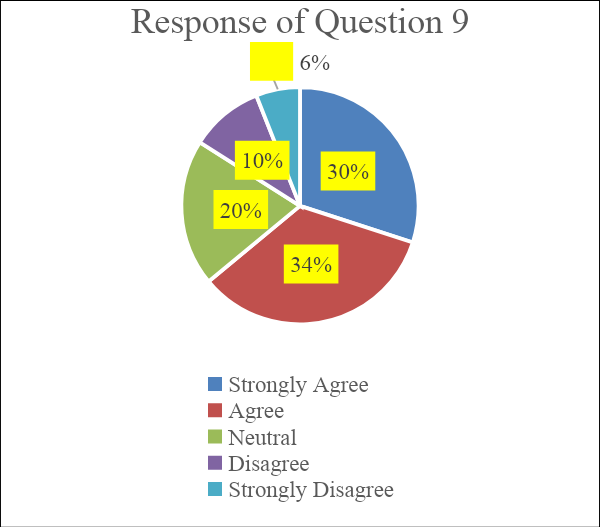 Response of Question 9
6%
30%
10%
20%
34%
Strongly Agree
Agree
Neutral
Disagree
Strongly Disagree